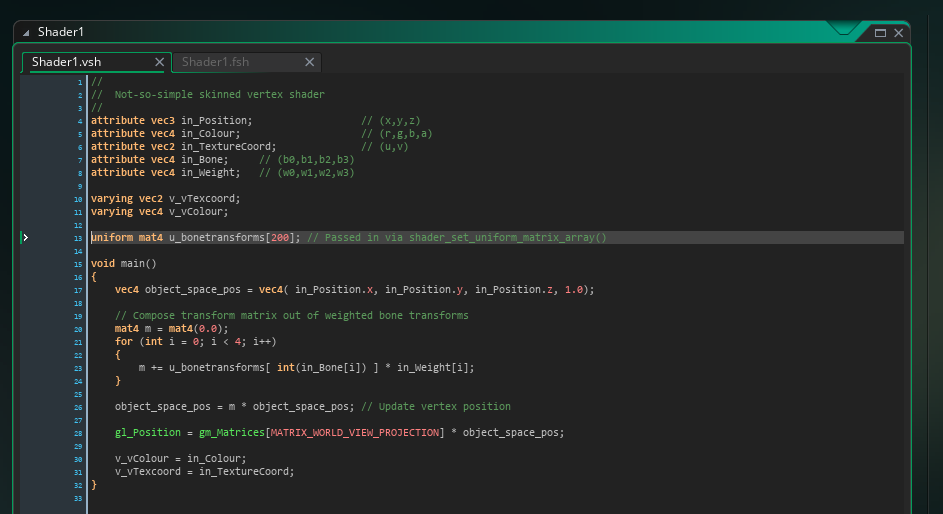 Shader1
Shader1.vsh Shader1.fsh
1 //
2 //  Not-so-simple skinned vertex shader
3 //
4 attribute vec3 in_Position;                  // (x,y,z)
5 attribute vec4 in_Colour;                    // (r,g,b,a)
6 attribute vec2 in_TextureCoord;              // (u,v)
7 attribute vec4 in_Bone;     // (b0,b1,b2,b3)
8 attribute vec4 in_Weight;   // (w0,w1,w2,w3)
9
10 varying vec2 v_vTexcoord;
11 varying vec4 v_vColour;
12
13 uniform mat4 u_bonetransforms[200]; // Passed in via shader_set_uniform_matrix_array()
14
15 void main()
16 {
17     vec4 object_space_pos = vec4( in_Position.x, in_Position.y, in_Position.z, 1.0);
18
19     // Compose transform matrix out of weighted bone transforms
20     mat4 m = mat4(0.0);
21     for (int i = 0; i < 4; i++)
22     {
23         m += u_bonetransforms[ int(in_Bone[i]) ] * in_Weight[i];
24     }
25
26     object_space_pos = m * object_space_pos; // Update vertex position
27
28     gl_Position = gm_Matrices[MATRIX_WORLD_VIEW_PROJECTION] * object_space_pos;
29
30     v_vColour = in_Colour;
31     v_vTexcoord = in_TextureCoord;
32 }
33